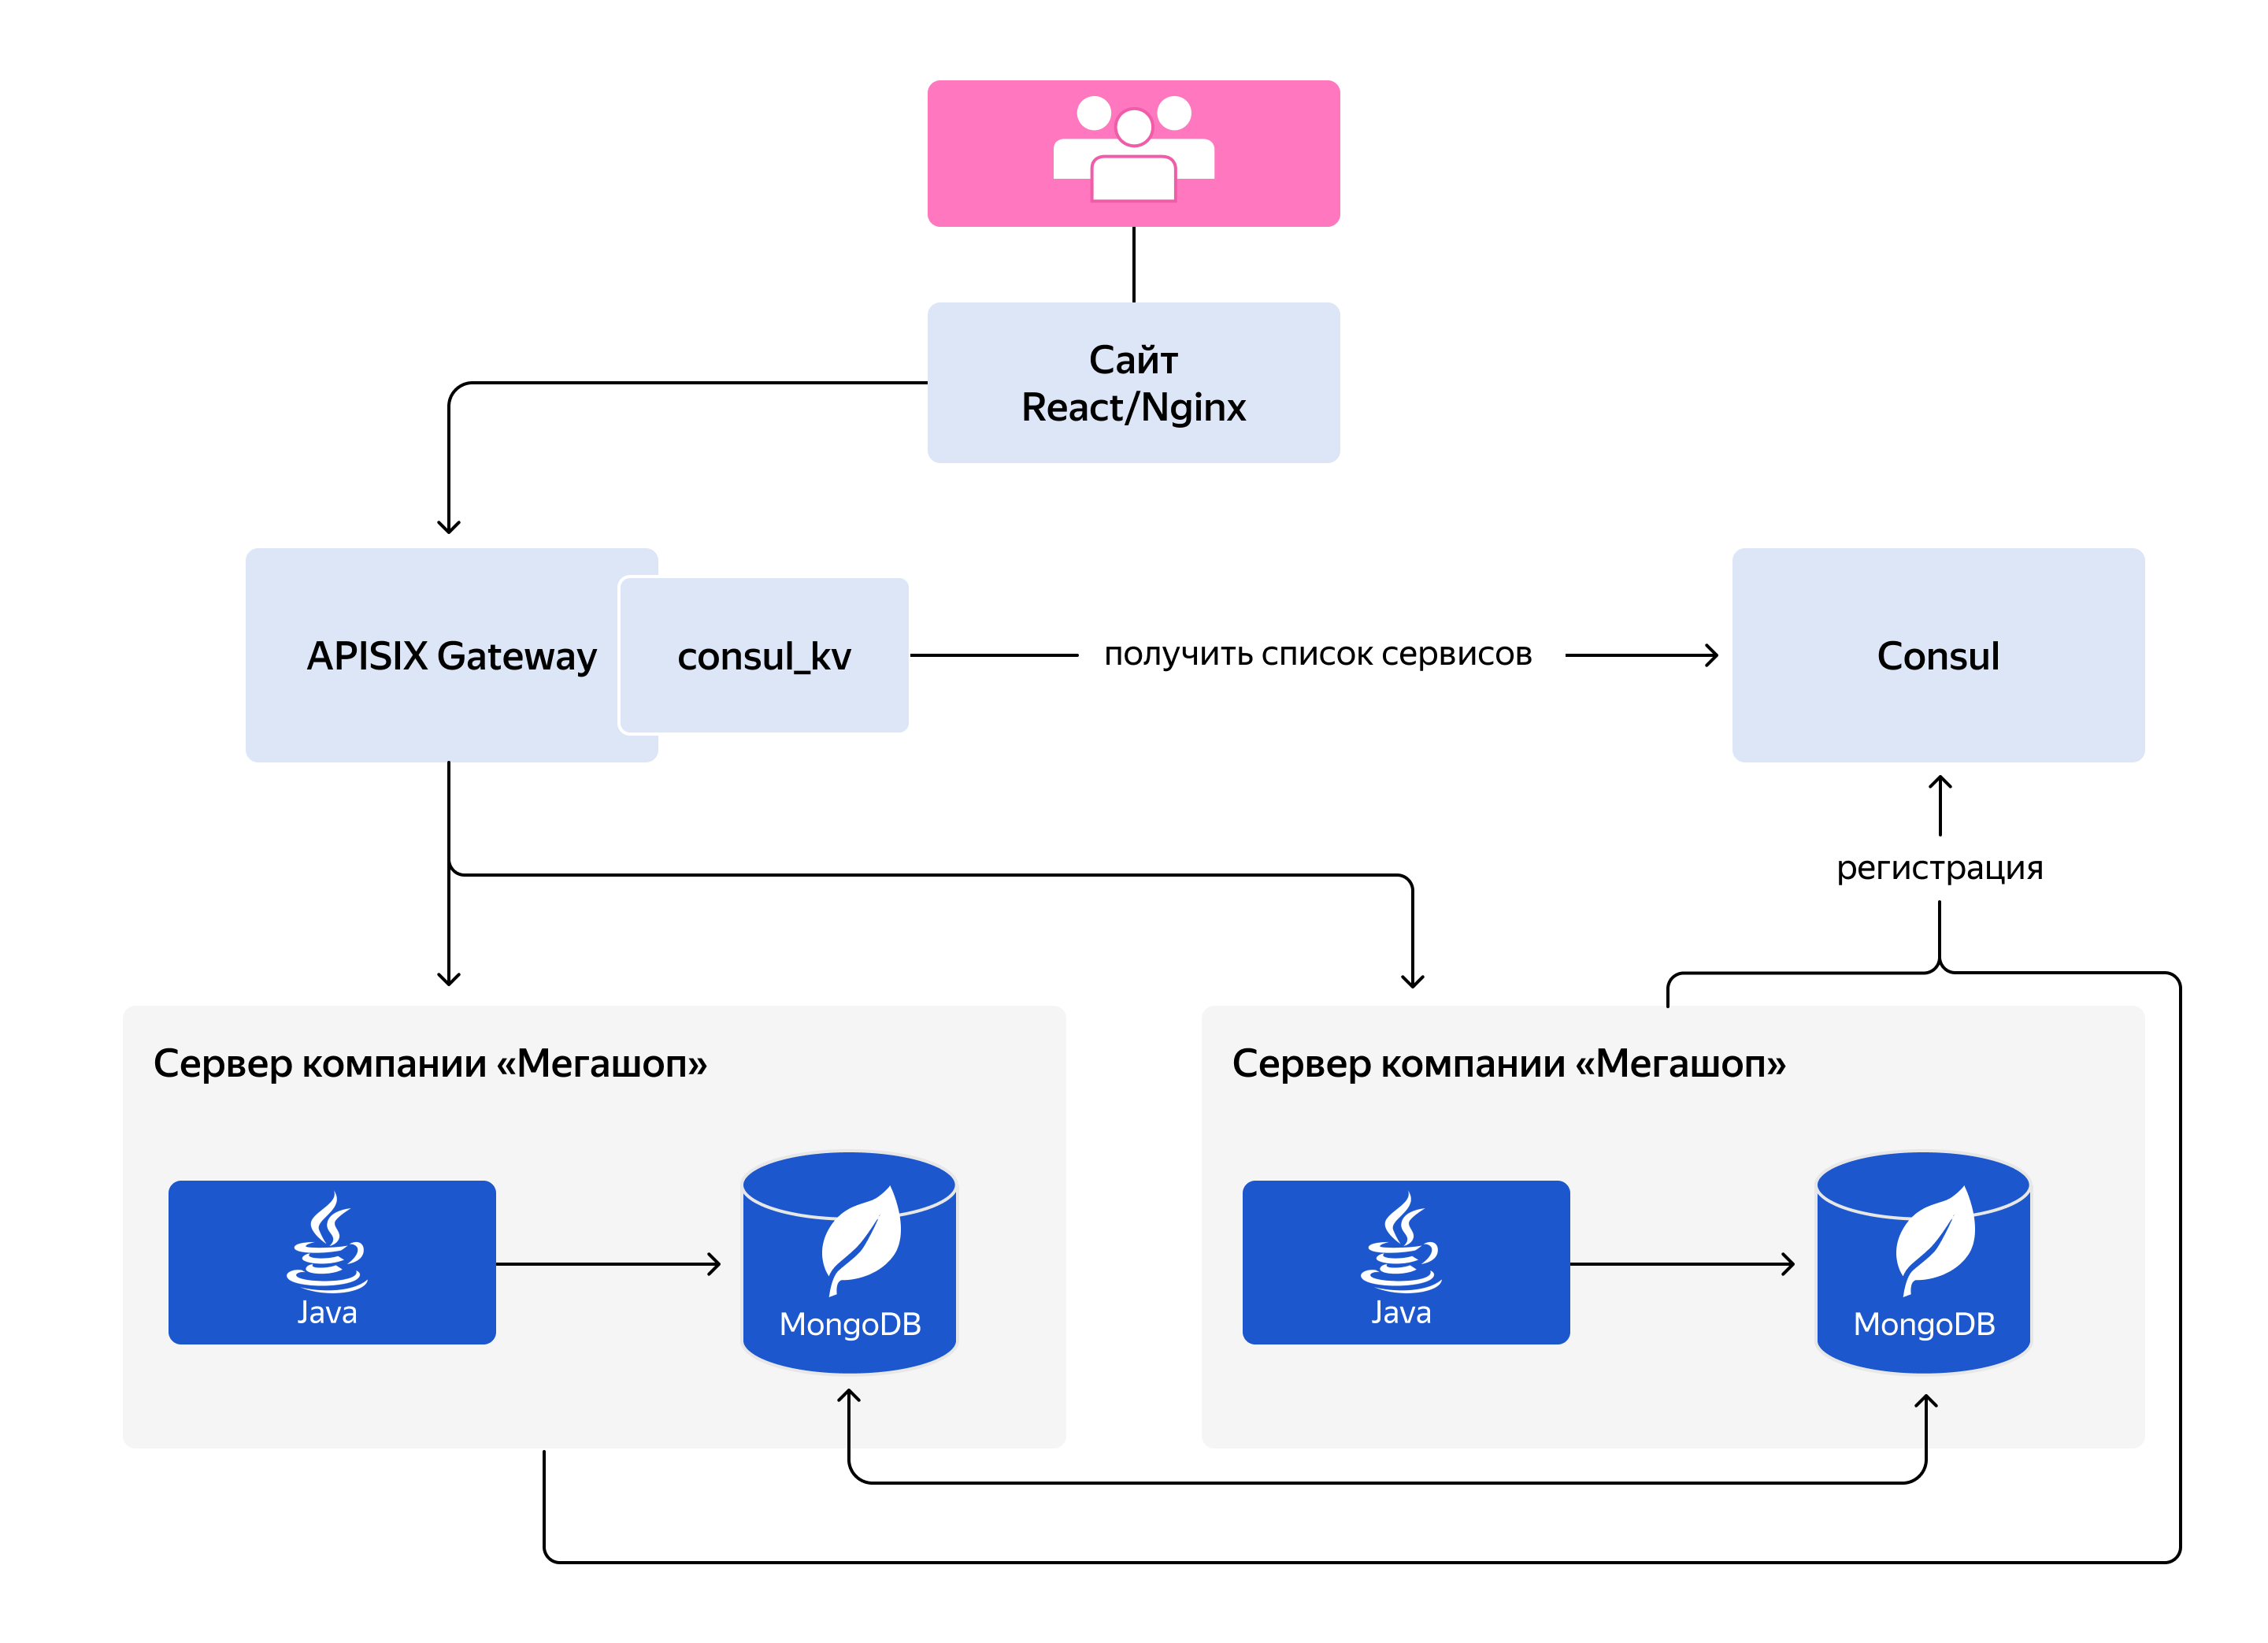 Сайт
React/Nginx
APISIX Gateway
consul_kv
получить список сервисов
Consul
регистрация
Сервер компании «Мегашоп»
Java
MongoDB
Сервер компании «Мегашоп»
Java
MongoDB